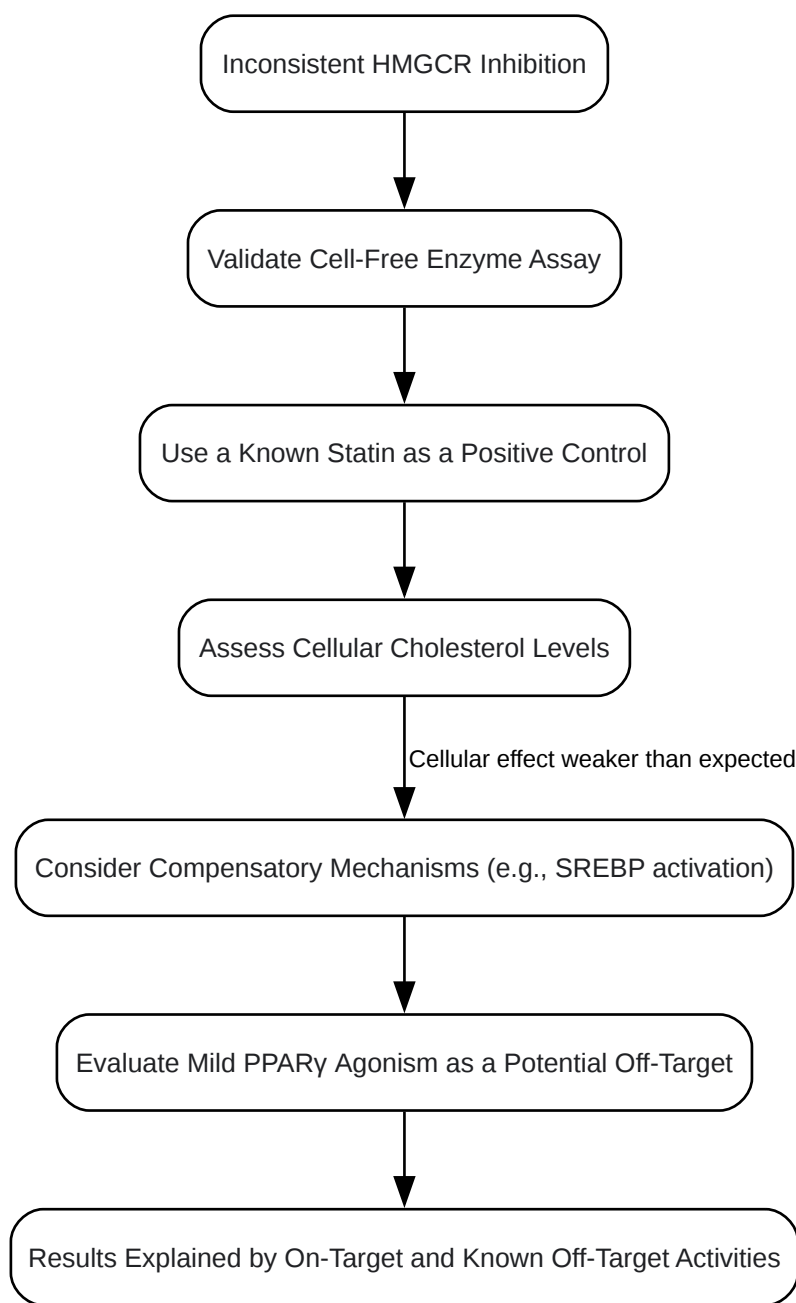 Inconsistent HMGCR Inhibition
Validate Cell-Free Enzyme Assay
Use a Known Statin as a Positive Control
Assess Cellular Cholesterol Levels
Cellular effect weaker than expected
Consider Compensatory Mechanisms (e.g., SREBP activation)
Evaluate Mild PPARγ Agonism as a Potential Off-Target
Results Explained by On-Target and Known Off-Target Activities